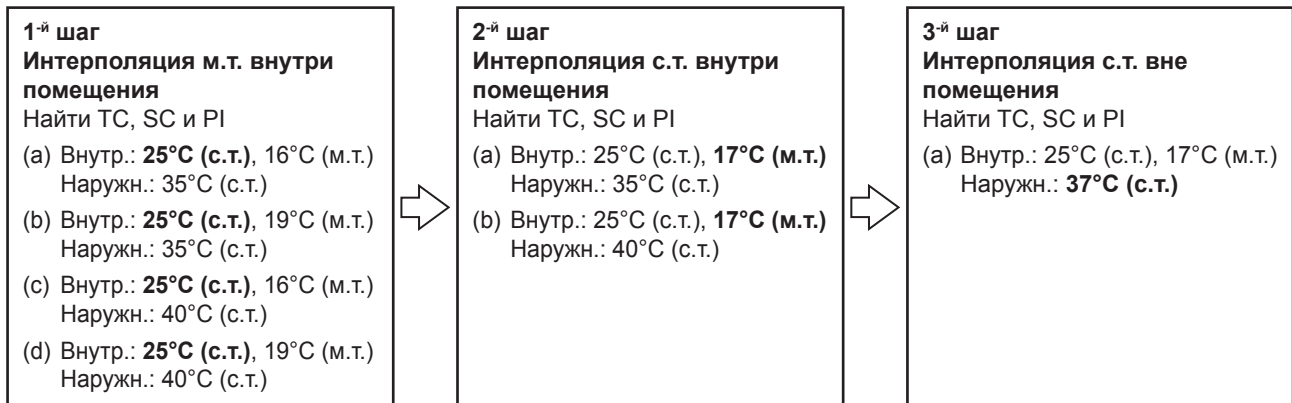 1-й шаг
Интерполяция м.т. внутри
помещения
Найти TC, SC и PI
(a) Внутр.: 25°C (с.т.), 16°C (м.т.)
Наружн.: 35°C (с.т.)
(b) Внутр.: 25°C (с.т.), 19°C (м.т.)
Наружн.: 35°C (с.т.)
(c) Внутр.: 25°C (с.т.), 16°C (м.т.)
Наружн.: 40°C (с.т.)
(d) Внутр.: 25°C (с.т.), 19°C (м.т.)
Наружн.: 40°C (с.т.)
2-й шаг
Интерполяция с.т. внутри
помещения
Найти TC, SC и PI
(a) Внутр.: 25°C (с.т.), 17°C (м.т.)
Наружн.: 35°C (с.т.)
(b) Внутр.: 25°C (с.т.), 17°C (м.т.)
Наружн.: 40°C (с.т.)
3-й шаг
Интерполяция с.т. вне
помещения
Найти TC, SC и PI
(a) Внутр.: 25°C (с.т.), 17°C (м.т.)
Наружн.: 37°C (с.т.)